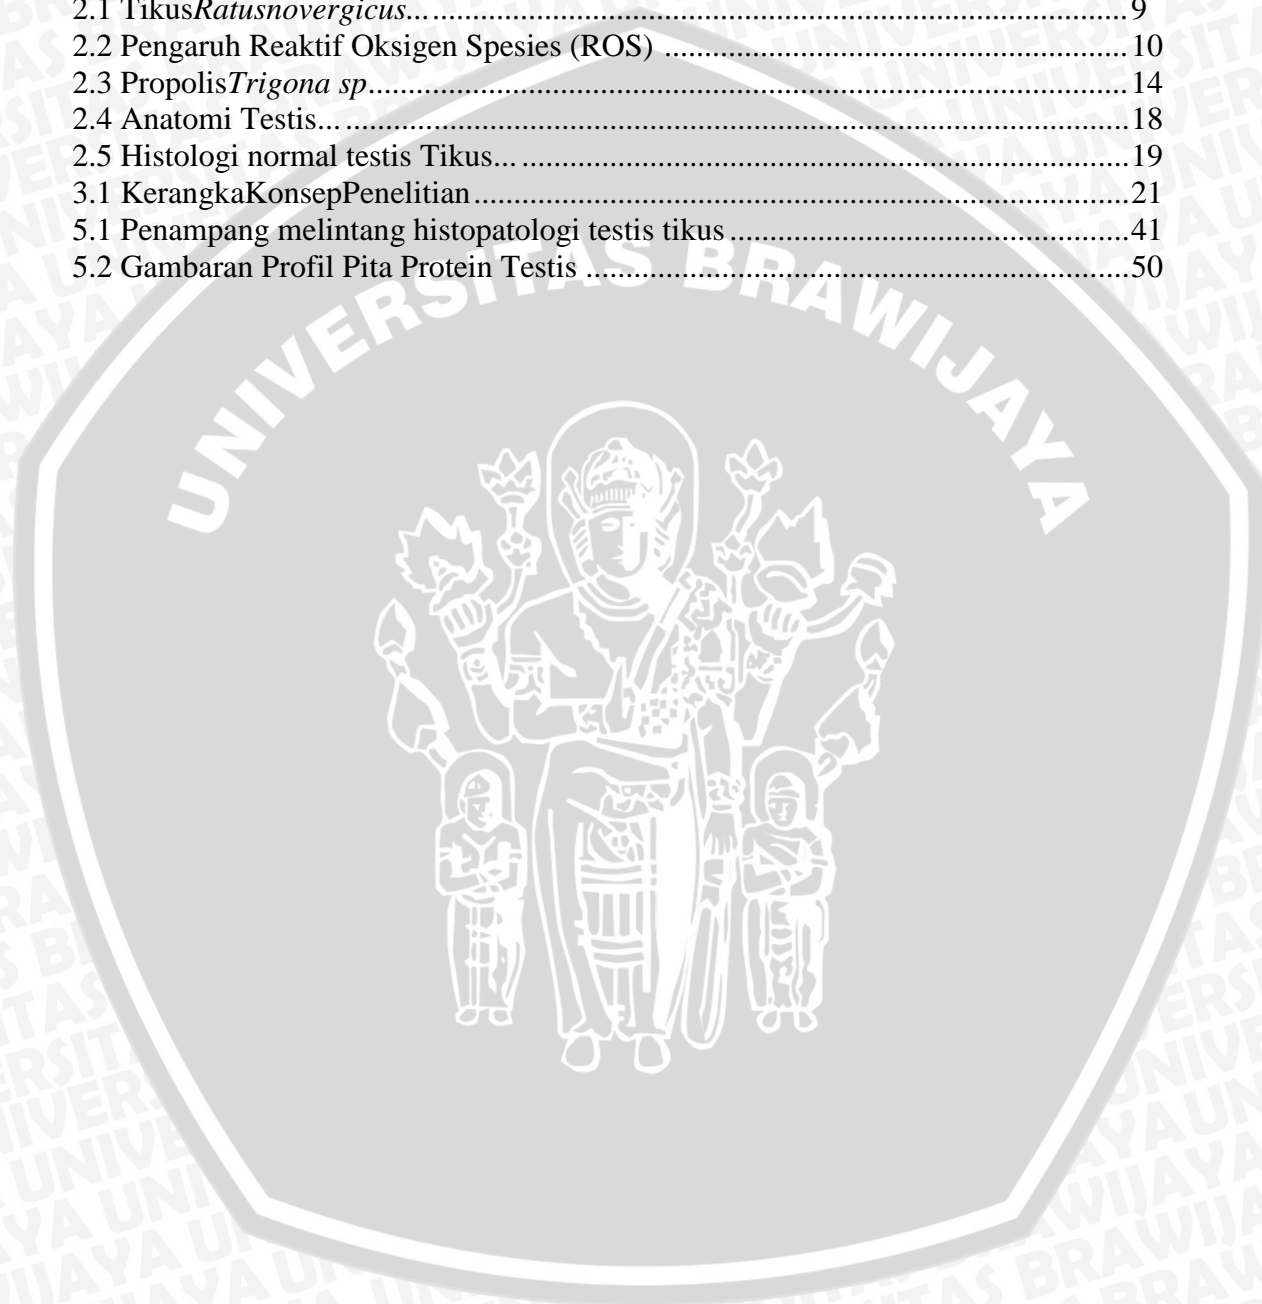 2.1 TikusRatusnovergicus... ........................................................................................9
2.2 Pengaruh Reaktif Oksigen Spesies (ROS) ..........................................................10
2.3 PropolisTrigona sp...............................................................................................14
2.4 Anatomi Testis... ..................................................................................................18
2.5 Histologi normal testis Tikus... ............................................................................19
3.1 KerangkaKonsepPenelitian ..................................................................................21
5.1 Penampang melintang histopatologi testis tikus ..................................................41
5.2 Gambaran Profil Pita Protein Testis ....................................................................50
UNIVERSITAS BRAWIJAYA